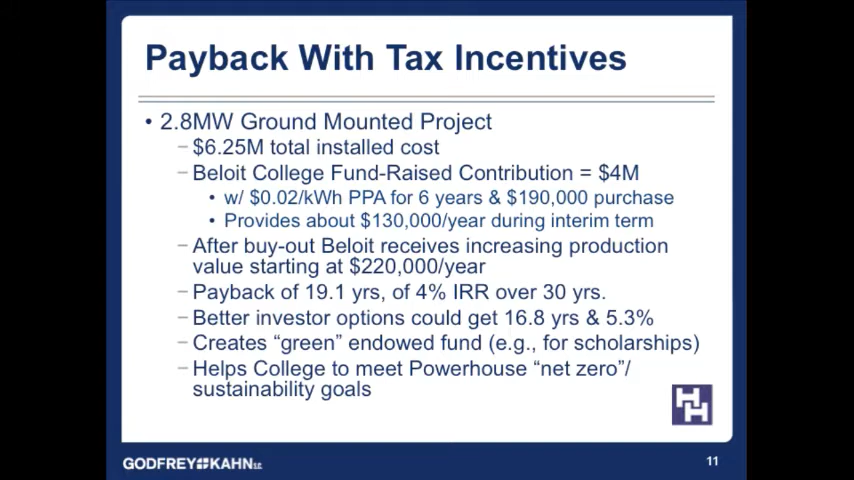 Payback With Tax Incentives
• 2.8MW Ground Mounted Project
– $6.25M total installed cost
– Beloit College Fund-Raised Contribution = $4M
• w/ $0.02/kWh PPA for 6 years & $190,000 purchase
• Provides about $130,000/year during interim term
– After buy-out Beloit receives increasing production
value starting at $220,000/year
– Payback of 19.1 yrs, of 4% IRR over 30 yrs.
– Better investor options could get 16.8 yrs & 5.3%
– Creates “green” endowed fund (e.g., for scholarships)
– Helps College to meet Powerhouse “net zero”/
sustainability goals
HH
GODFREY KAHN S.C.
11